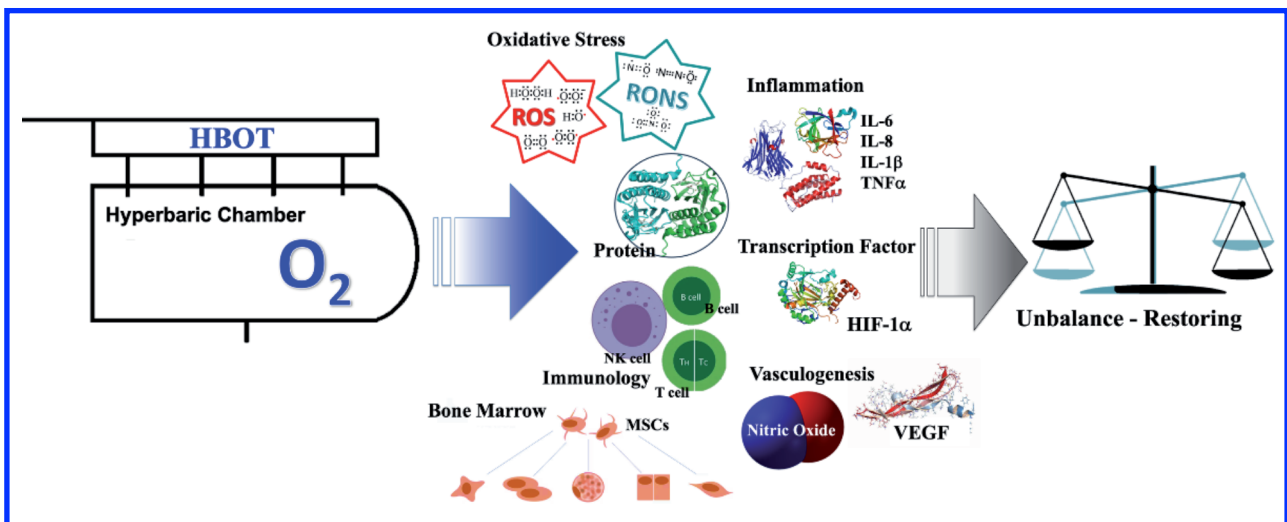 HBOT
Hyperbaric Chamber
O₂
Oxidative Stress
ROS
RONS
Protein
B cell
B cell
NK cell
Immunology
TH TC
T cell
Bone Marrow
MSCs
Inflammation
IL-6
IL-8
IL-1β
TNFα
Transcription Factor
HIF-1α
Vasculogenesis
Nitric Oxide
VEGF
Unbalance - Restoring